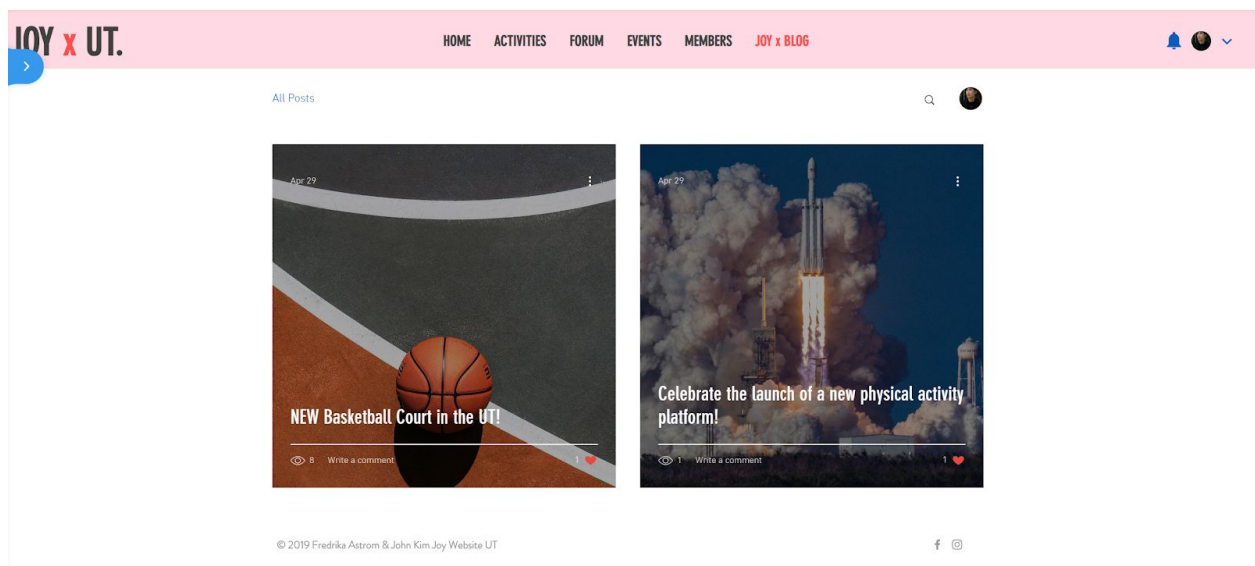 JOY x UT.
HOME ACTIVITIES FORUM EVENTS MEMBERS JOY x BLOG
All Posts
Apr 29
NEW Basketball Court in the UT!
8 Write a comment 1
Apr 29
Celebrate the launch of a new physical activity
platform!
1 Write a comment 1
© 2019 Fredrika Astrom & John Kim Joy Website UT